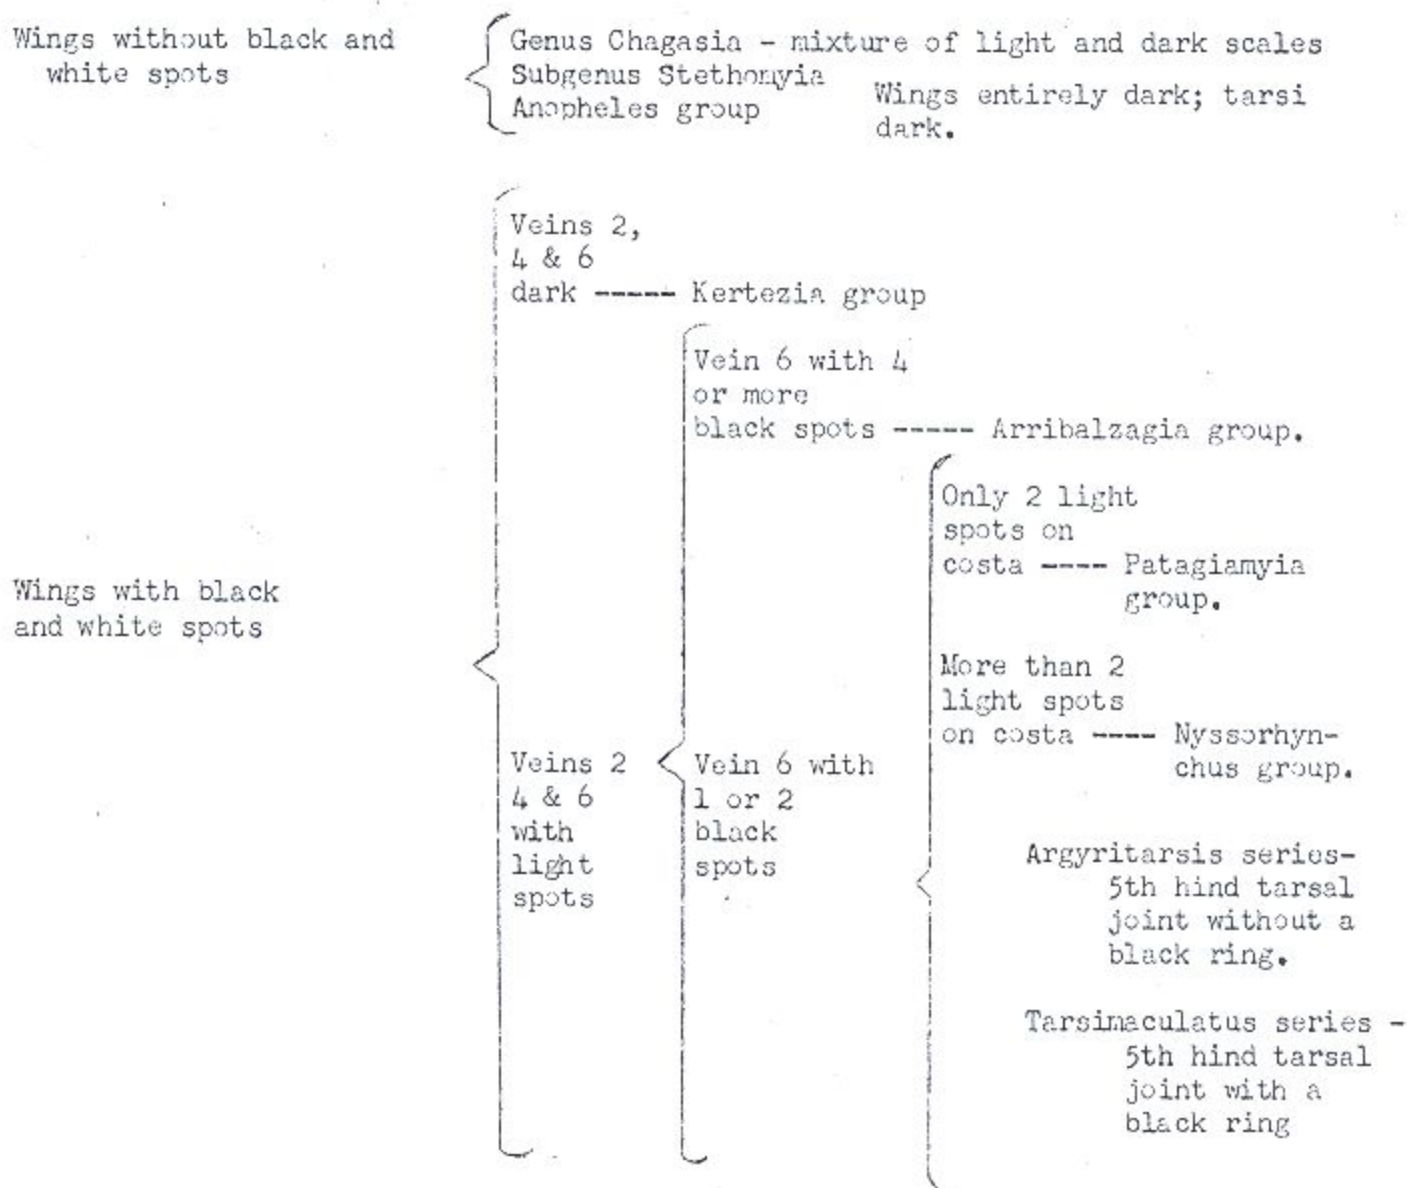 Wings without black and
white spots
Genus Chagasia - mixture of light and dark scales
Subgenus Stethomyia
Anopheles group
Wings entirely dark; tarsi
dark.
Wings with black
and white spots
Veins 2,
4 & 6
dark ----- Kertezia group
Veins 2
4 & 6
with
light
spots
Vein 6 with 4
or more
black spots ----- Arribalzagia group.
Vein 6 with
1 or 2
black
spots
Only 2 light
spots on
costa ---- Patagiamyia
group.
More than 2
light spots
on costa ---- Nyssorhyn-
chus group.
Argyritarsis series-
5th hind tarsal
joint without a
black ring.
Tarsimaculatus series -
5th hind tarsal
joint with a
black ring